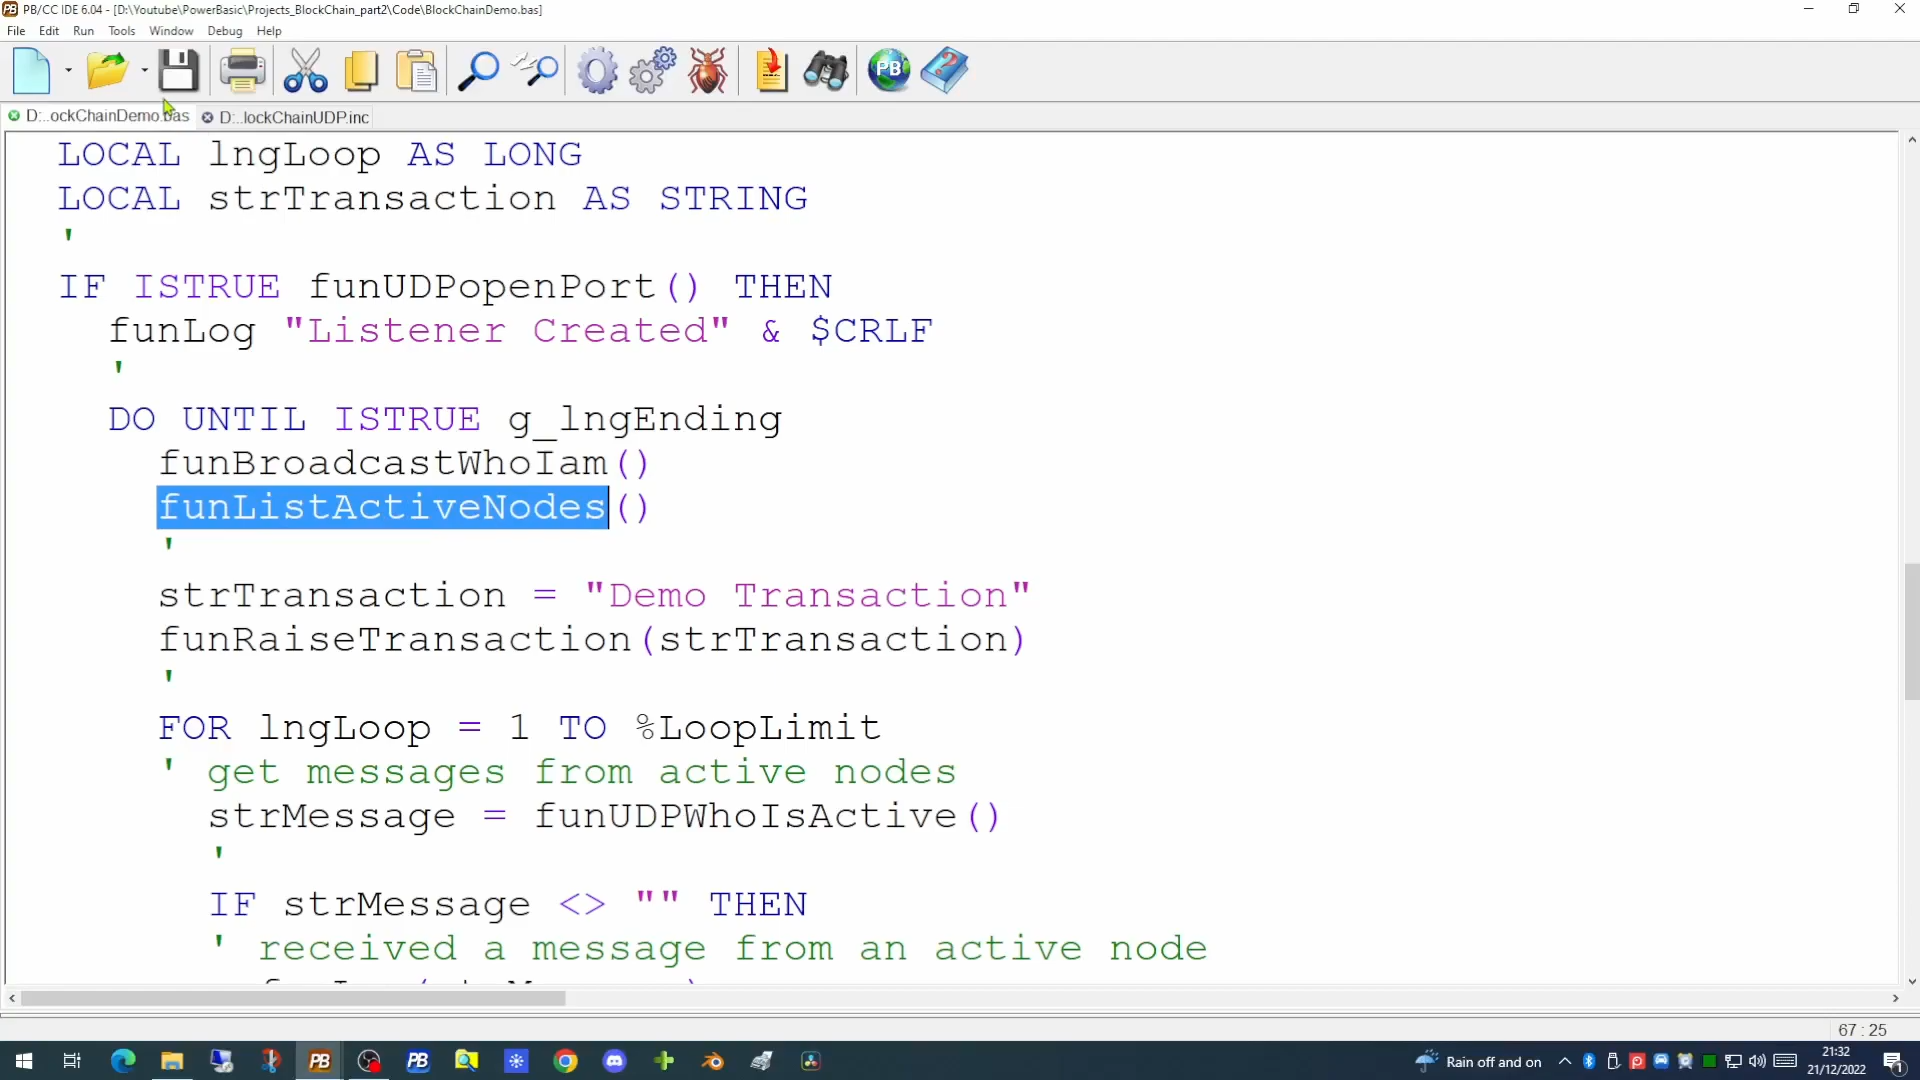 PB/CC IDE 6.04 - [D:\Youtube\PowerBasic\Projects_BlockChain_part2\Code\BlockChainDemo.bas]
File Edit Run Tools Window Debug Help
PB
D:..ockChainDemo.bas D:..lockChainUDP.inc
LOCAL lngLoop AS LONG
LOCAL strTransaction AS STRING
'
IF ISTRUE funUDPopenPort() THEN
funLog "Listener Created" & $CRLF
'
DO UNTIL ISTRUE g_lngEnding
funBroadcastWhoIam()
funListActiveNodes()
'
strTransaction = "Demo Transaction"
funRaiseTransaction(strTransaction)
'
FOR lngLoop = 1 TO %LoopLimit
' get messages from active nodes
strMessage = funUDPWhoIsActive()
'
IF strMessage <> "" THEN
' received a message from an active node
67 : 25
PB PB Rain off and on 21:32
21/12/2022